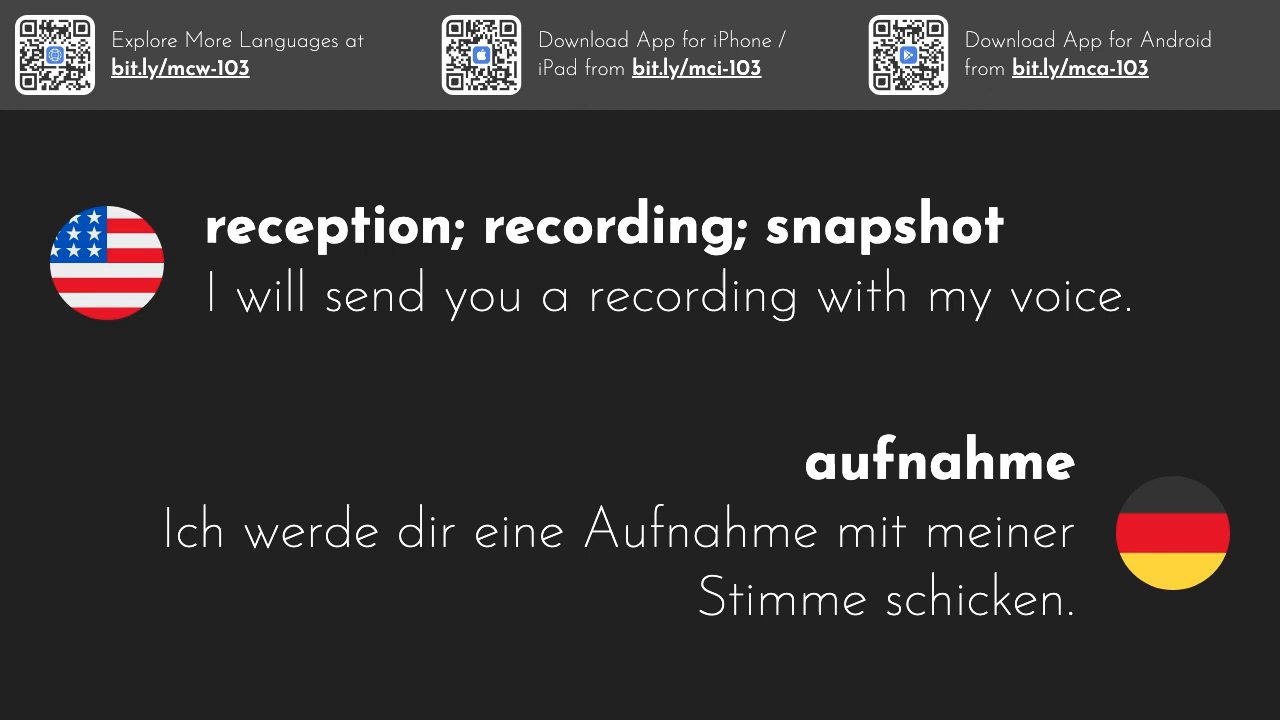 Explore More Languages at
bit.ly/mcw-103
Download App for iPhone /
iPad from bit.ly/mci-103
Download App for Android
from bit.ly/mca-103
reception; recording; snapshot
I will send you a recording with my voice.
aufnahme
Ich werde dir eine Aufnahme mit meiner
Stimme schicken.